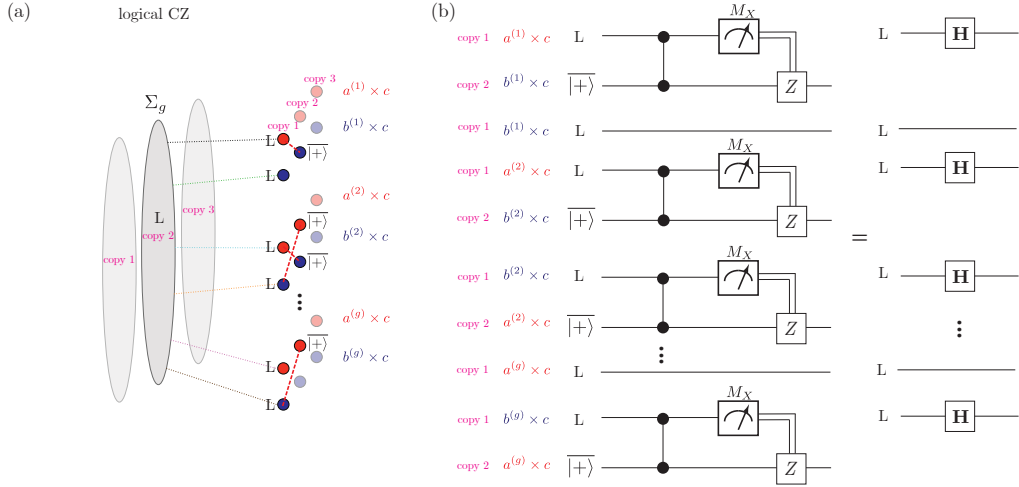 (a)
logical CZ
Σ_g
copy 3
a^(1) × c
copy 2
b^(1) × c
copy 1
L
|+⟩
L
a^(2) × c
L
copy 2
copy 3
|+⟩
b^(2) × c
copy 1
L
|+⟩
L
a^(g) × c
|+⟩
b^(g) × c
L
L
(b)
copy 1 a^(1) × c L M_X
copy 2 b^(1) × c |+⟩ Z
copy 1 b^(1) × c L
copy 1 a^(2) × c L M_X
copy 2 b^(2) × c |+⟩ Z
copy 1 b^(2) × c L M_X
copy 2 a^(2) × c |+⟩ Z
copy 1 a^(g) × c L
copy 1 b^(g) × c L M_X
copy 2 a^(g) × c |+⟩ Z
=
L H
L
L H
L H
L
L H